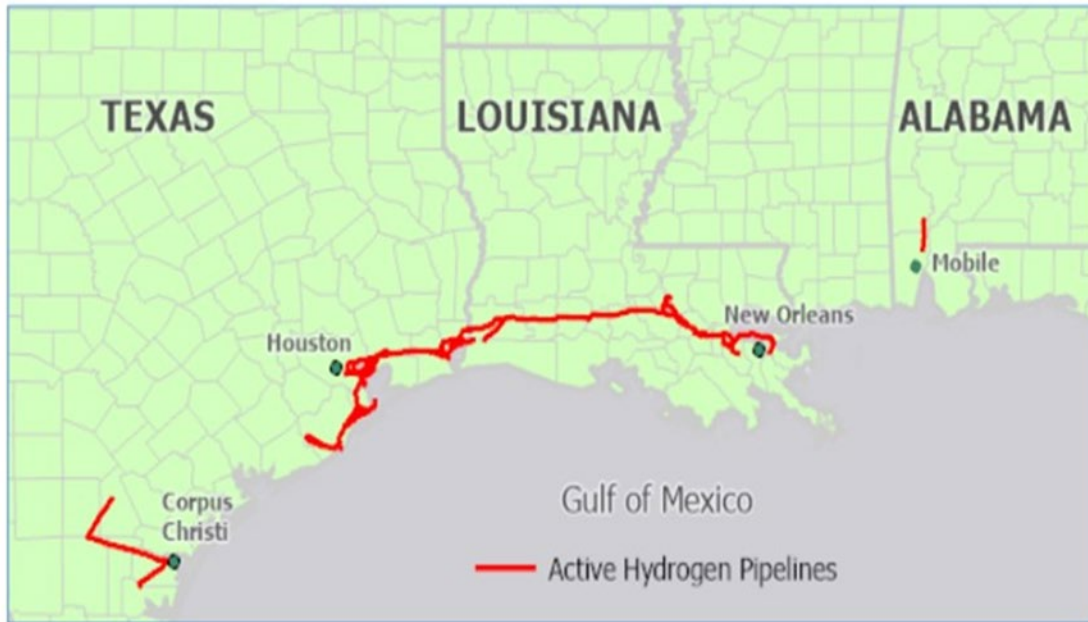 TEXAS
LOUISIANA
ALABAMA
Mobile
New Orleans
Houston
Corpus
Christi
Gulf of Mexico
Active Hydrogen Pipelines